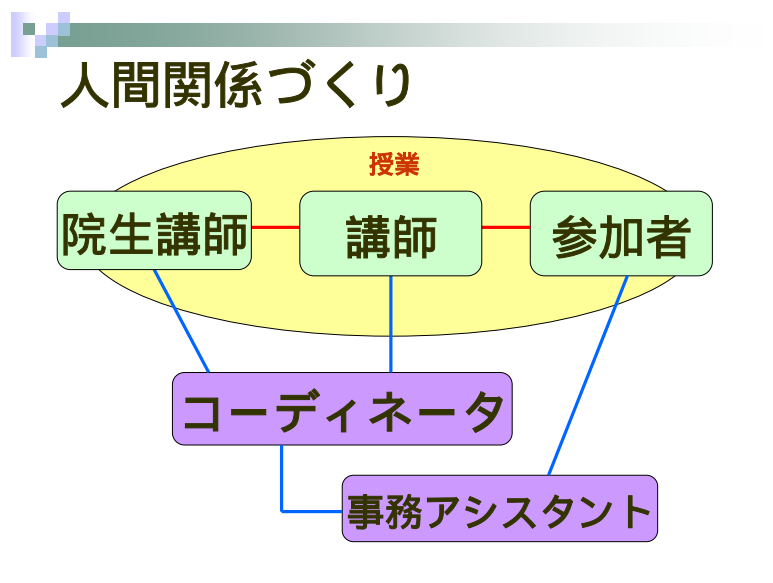 人間関係づくり
授業
院生講師
講師
参加者
コーディネータ
事務アシスタント